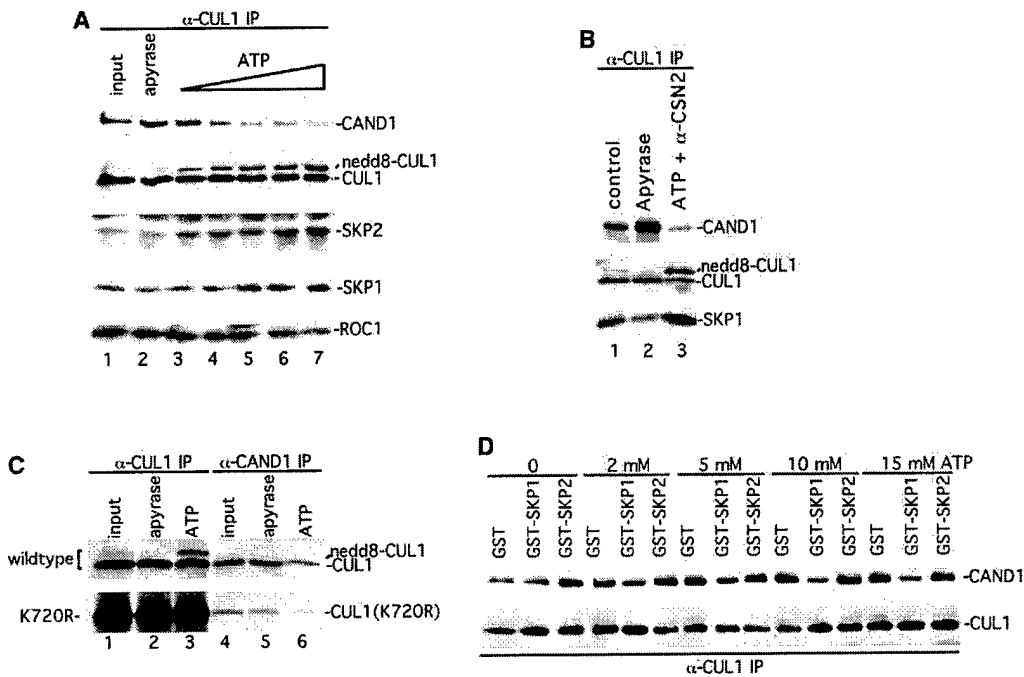 A
α-CUL1 IP
input
apyrase
ATP
-CAND1
nedd8-CUL1
-CUL1
-SKP2
-SKP1
-ROC1
1 2 3 4 5 6 7
B
α-CUL1 IP
control
Apyrase
ATP + α-CSN2
-CAND1
nedd8-CUL1
-CUL1
-SKP1
1 2 3
C
α-CUL1 IP α-CAND1 IP
input apyrase ATP input apyrase ATP
wildtype [
nedd8-CUL1
-CUL1
K720R-
-CUL1(K720R)
1 2 3 4 5 6
D
0 2 mM 5 mM 10 mM 15 mM ATP
GST GST-SKP1 GST-SKP2 GST GST-SKP1 GST-SKP2 GST GST-SKP1 GST-SKP2 GST GST-SKP1 GST-SKP2 GST GST-SKP1 GST-SKP2
-CAND1
-CUL1
α-CUL1 IP